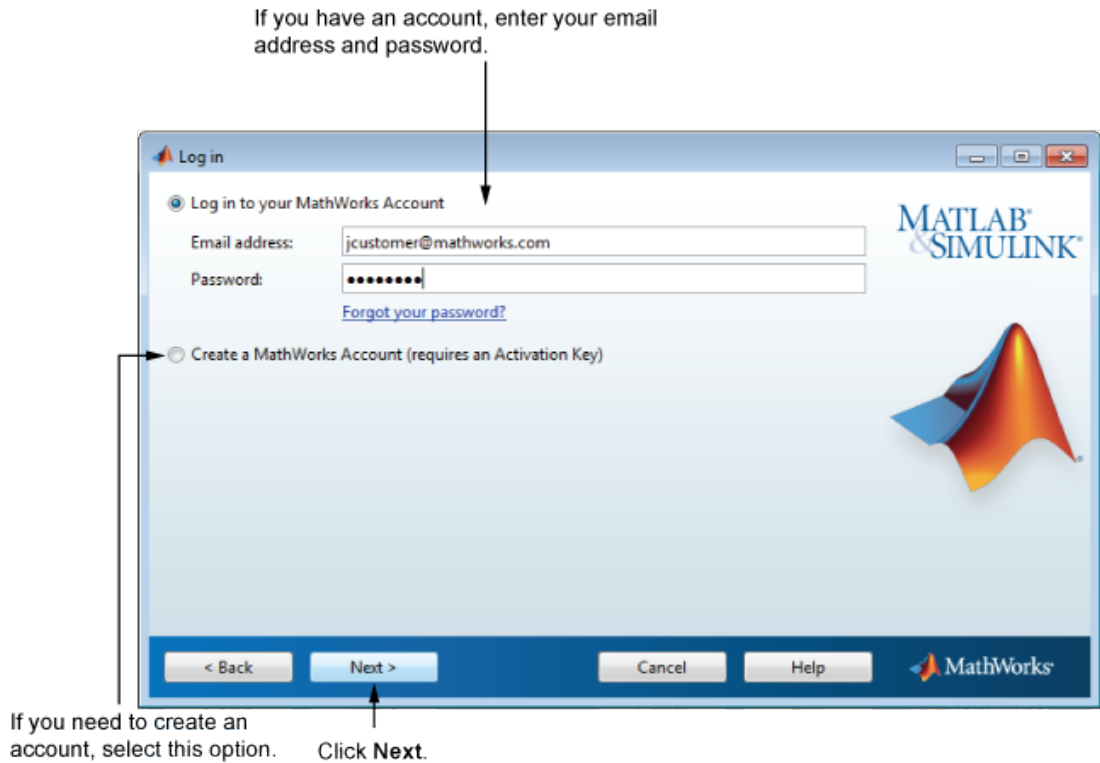 If you have an account, enter your email
address and password.
Log in
Log in to your MathWorks Account
MATLAB®
&SIMULINK®
Email address:
jcustomer@mathworks.com
Password:
●●●●●●●●
Forgot your password?
Create a MathWorks Account (requires an Activation Key)
®
< Back
Next >
Cancel
Help
MathWorks®
If you need to create an
account, select this option.
Click Next.